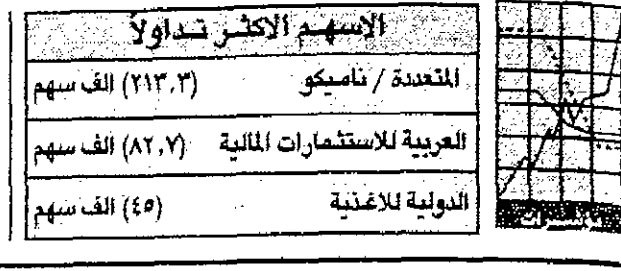 الاسهم الاكثر تداولاً
المتعددة / ناميكو (٢١٣,٣) الف سهم
العربية للاستثمارات المالية (٨٢,٧) الف سهم
الدولية للاغذية (٤٥) الف سهم